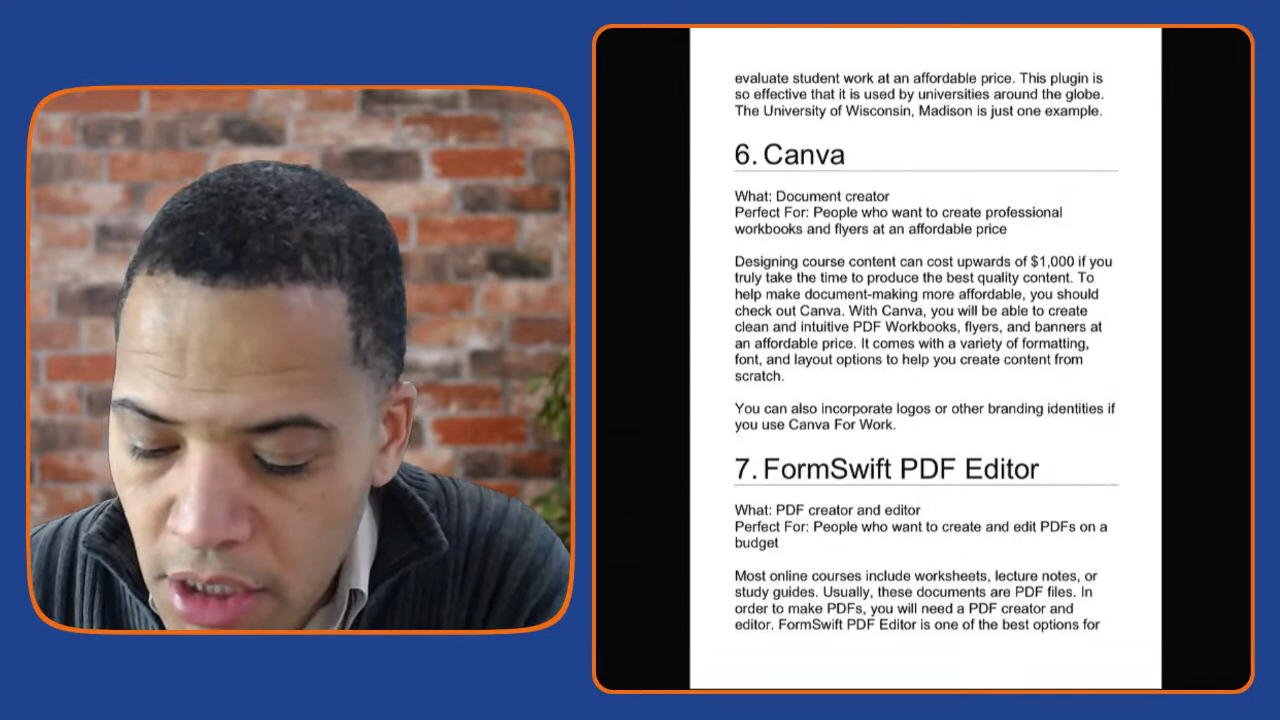 evaluate student work at an affordable price. This plugin is
so effective that it is used by universities around the globe.
The University of Wisconsin, Madison is just one example.
6. Canva
What: Document creator
Perfect For: People who want to create professional
workbooks and flyers at an affordable price
Designing course content can cost upwards of $1,000 if you
truly take the time to produce the best quality content. To
help make document-making more affordable, you should
check out Canva. With Canva, you will be able to create
clean and intuitive PDF Workbooks, flyers, and banners at
an affordable price. It comes with a variety of formatting,
font, and layout options to help you create content from
scratch.
You can also incorporate logos or other branding identities if
you use Canva For Work.
7. FormSwift PDF Editor
What: PDF creator and editor
Perfect For: People who want to create and edit PDFs on a
budget
Most online courses include worksheets, lecture notes, or
study guides. Usually, these documents are PDF files. In
order to make PDFs, you will need a PDF creator and
editor. FormSwift PDF Editor is one of the best options for